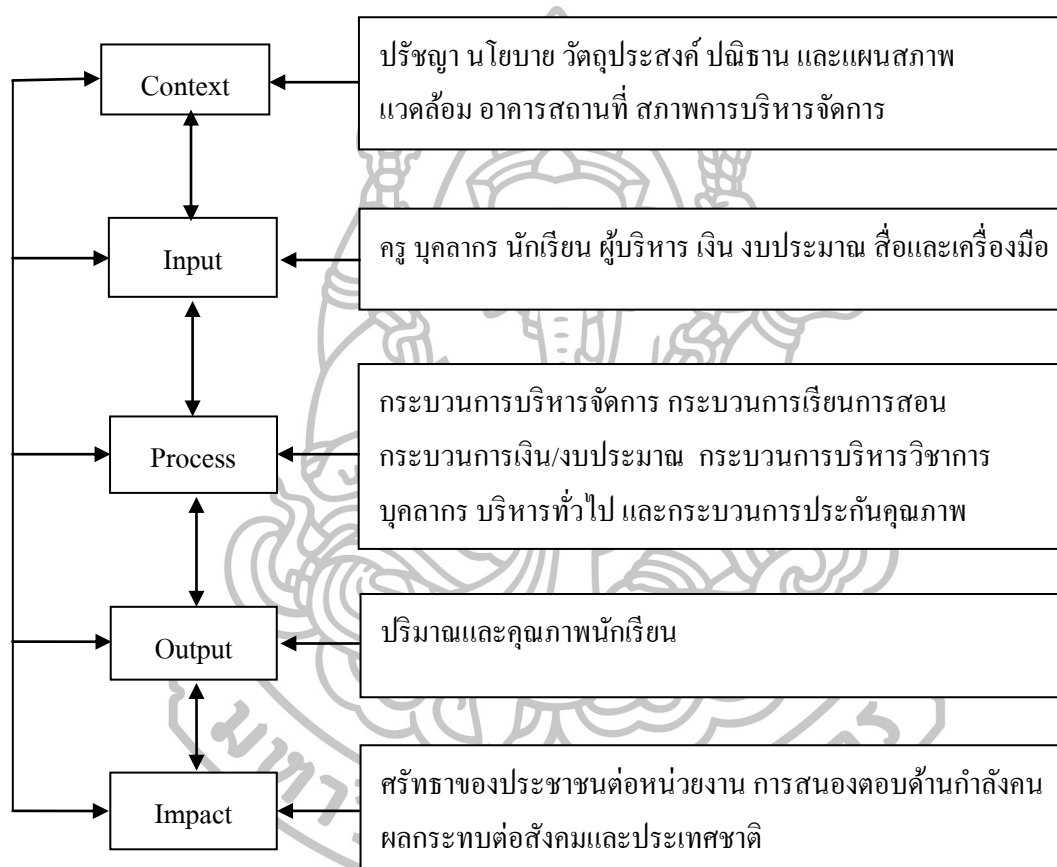 Context
ปรัชญา นโยบาย วัตถุประสงค์ ปณิธาน และแผนสภาพ
แวดล้อม อาคารสถานที่ สภาพการบริหารจัดการ
Input
ครู บุคลากร นักเรียน ผู้บริหาร เงิน งบประมาณ สื่อและเครื่องมือ
Process
กระบวนการบริหารจัดการ กระบวนการเรียนการสอน
กระบวนการเงิน/งบประมาณ กระบวนการบริหารวิชาการ
บุคลากร บริหารทั่วไป และกระบวนการประกันคุณภาพ
Output
ปริมาณและคุณภาพนักเรียน
Impact
ศรัทธาของประชาชนต่อหน่วยงาน การสนองตอบด้านกำลังคน
ผลกระทบต่อสังคมและประเทศชาติ